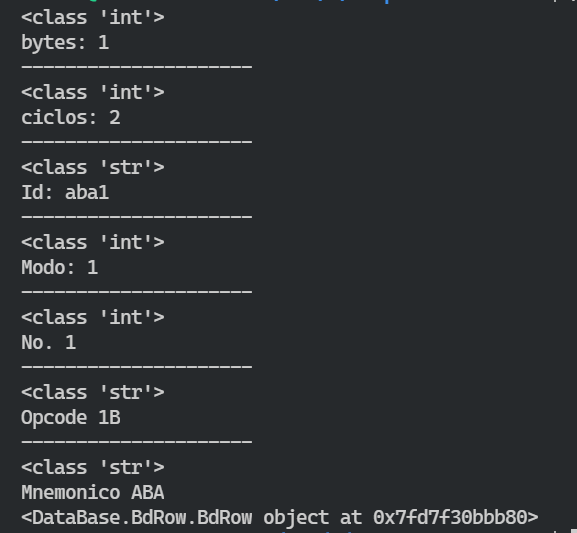 <class 'int'>
bytes: 1
---------------------
<class 'int'>
ciclos: 2
---------------------
<class 'str'>
Id: aba1
---------------------
<class 'int'>
Modo: 1
---------------------
<class 'int'>
No. 1
---------------------
<class 'str'>
Opcode 1B
---------------------
<class 'str'>
Mnemonico ABA
<DataBase.BdRow.BdRow object at 0x7fd7f30bbb80>